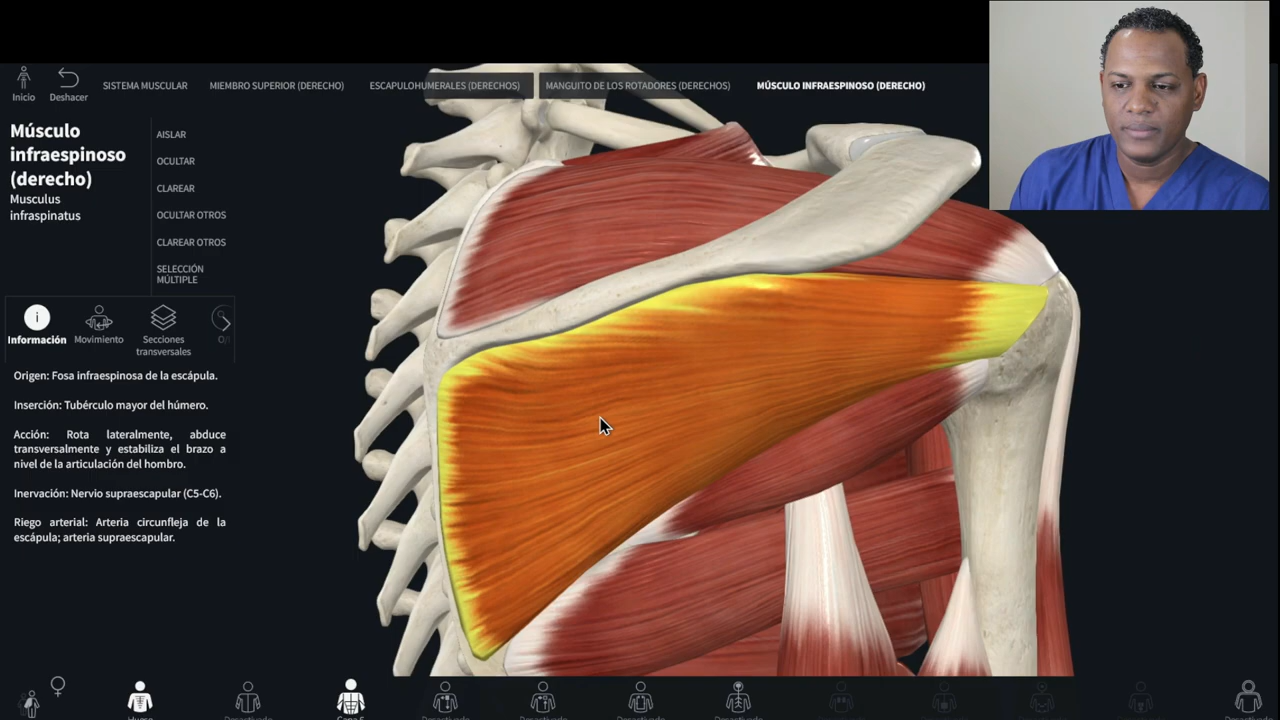 Inicio
Deshacer
SISTEMA MUSCULAR
MIEMBRO SUPERIOR (DERECHO)
ESCAPULOHUMERALES (DERECHOS)
MANGUITO DE LOS ROTADORES (DERECHOS)
MÚSCULO INFRAESPINOSO (DERECHO)
Músculo
infraespinoso
(derecho)
Musculus
infraspinatus
AISLAR
OCULTAR
CLAREAR
OCULTAR OTROS
CLAREAR OTROS
SELECCIÓN
MÚLTIPLE
Información
Movimiento
Secciones
transversales
Origen: Fosa infraespinosa de la escápula.
Inserción: Tubérculo mayor del húmero.
Acción: Rota lateralmente, abduce
transversalmente y estabiliza el brazo a
nivel de la articulación del hombro.
Inervación: Nervio supraescapular (C5-C6).
Riego arterial: Arteria circunfleja de la
escápula; arteria supraescapular.